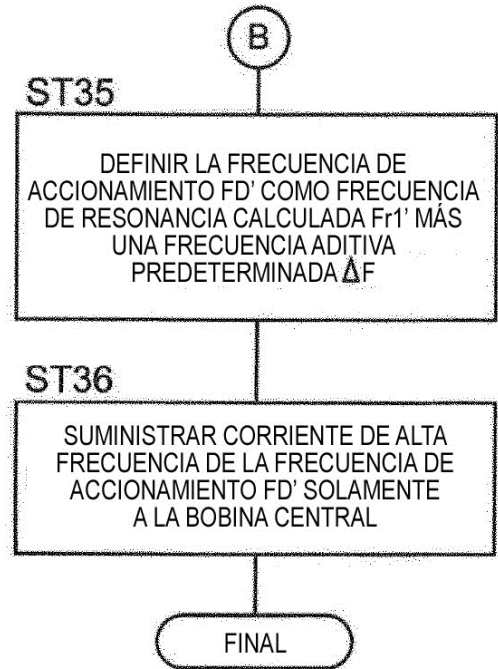 B
ST35
DEFINIR LA FRECUENCIA DE
ACCIONAMIENTO FD' COMO FRECUENCIA
DE RESONANCIA CALCULADA Fr1' MÁS
UNA FRECUENCIA ADITIVA
PREDETERMINADA ΔF
ST36
SUMINISTRAR CORRIENTE DE ALTA
FRECUENCIA DE LA FRECUENCIA DE
ACCIONAMIENTO FD' SOLAMENTE
A LA BOBINA CENTRAL
FINAL